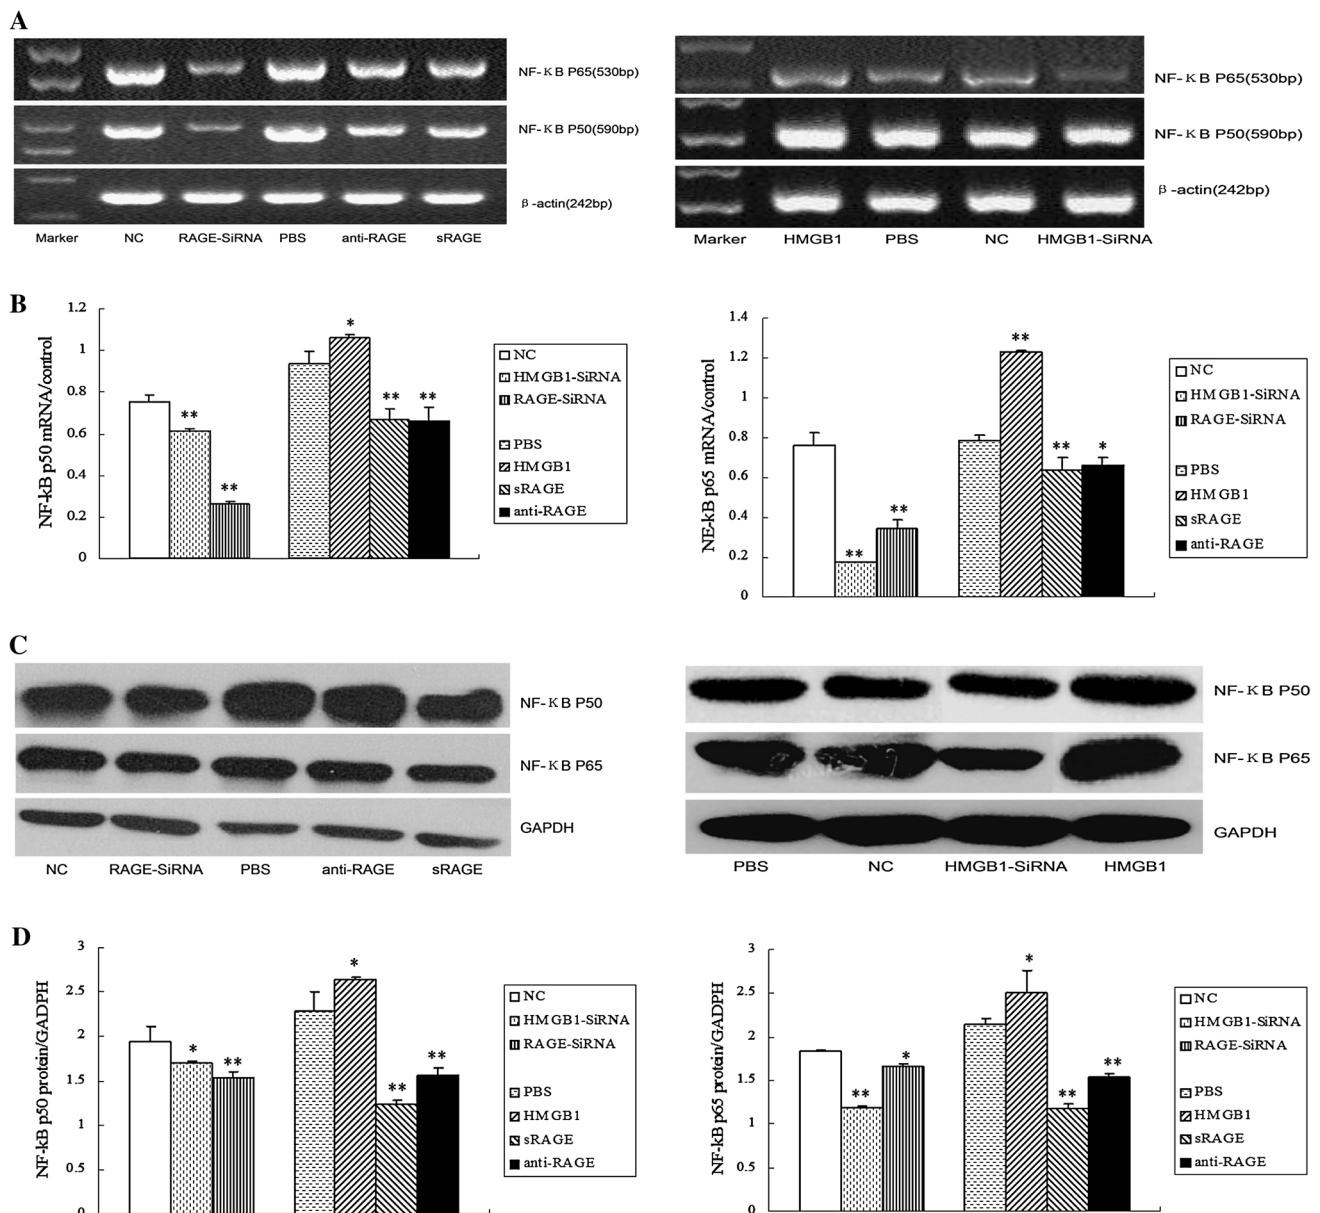 A
NF-κB P65(530bp)
NF-κB P50(590bp)
β-actin(242bp)
Marker NC RAGE-SiRNA PBS anti-RAGE sRAGE
NF-κB P65(530bp)
NF-κB P50(590bp)
β-actin(242bp)
Marker HMGB1 PBS NC HMGB1-SiRNA
B
NF-kB p50 mRNA/control
1.2
1
0.8
0.6
0.4
0.2
0
**
**
*
**
**
NC
HMGB1-SiRNA
RAGE-SiRNA
PBS
HMGB1
sRAGE
anti-RAGE
NE-kB p65 mRNA/control
1.4
1.2
1
0.8
0.6
0.4
0.2
0
**
**
**
**
*
NC
HMGB1-SiRNA
RAGE-SiRNA
PBS
HMGB1
sRAGE
anti-RAGE
C
NF-κB P50
NF-κB P65
GAPDH
NC RAGE-SiRNA PBS anti-RAGE sRAGE
NF-κB P50
NF-κB P65
GAPDH
PBS NC HMGB1-SiRNA HMGB1
D
NF-kB p50 protein/GADPH
3
2.5
2
1.5
1
0.5
0
*
**
*
**
**
NC
HMGB1-SiRNA
RAGE-SiRNA
PBS
HMGB1
sRAGE
anti-RAGE
NF-kB p65 protein/GADPH
3
2.5
2
1.5
1
0.5
0
**
*
*
**
**
NC
HMGB1-SiRNA
RAGE-SiRNA
PBS
HMGB1
sRAGE
anti-RAGE